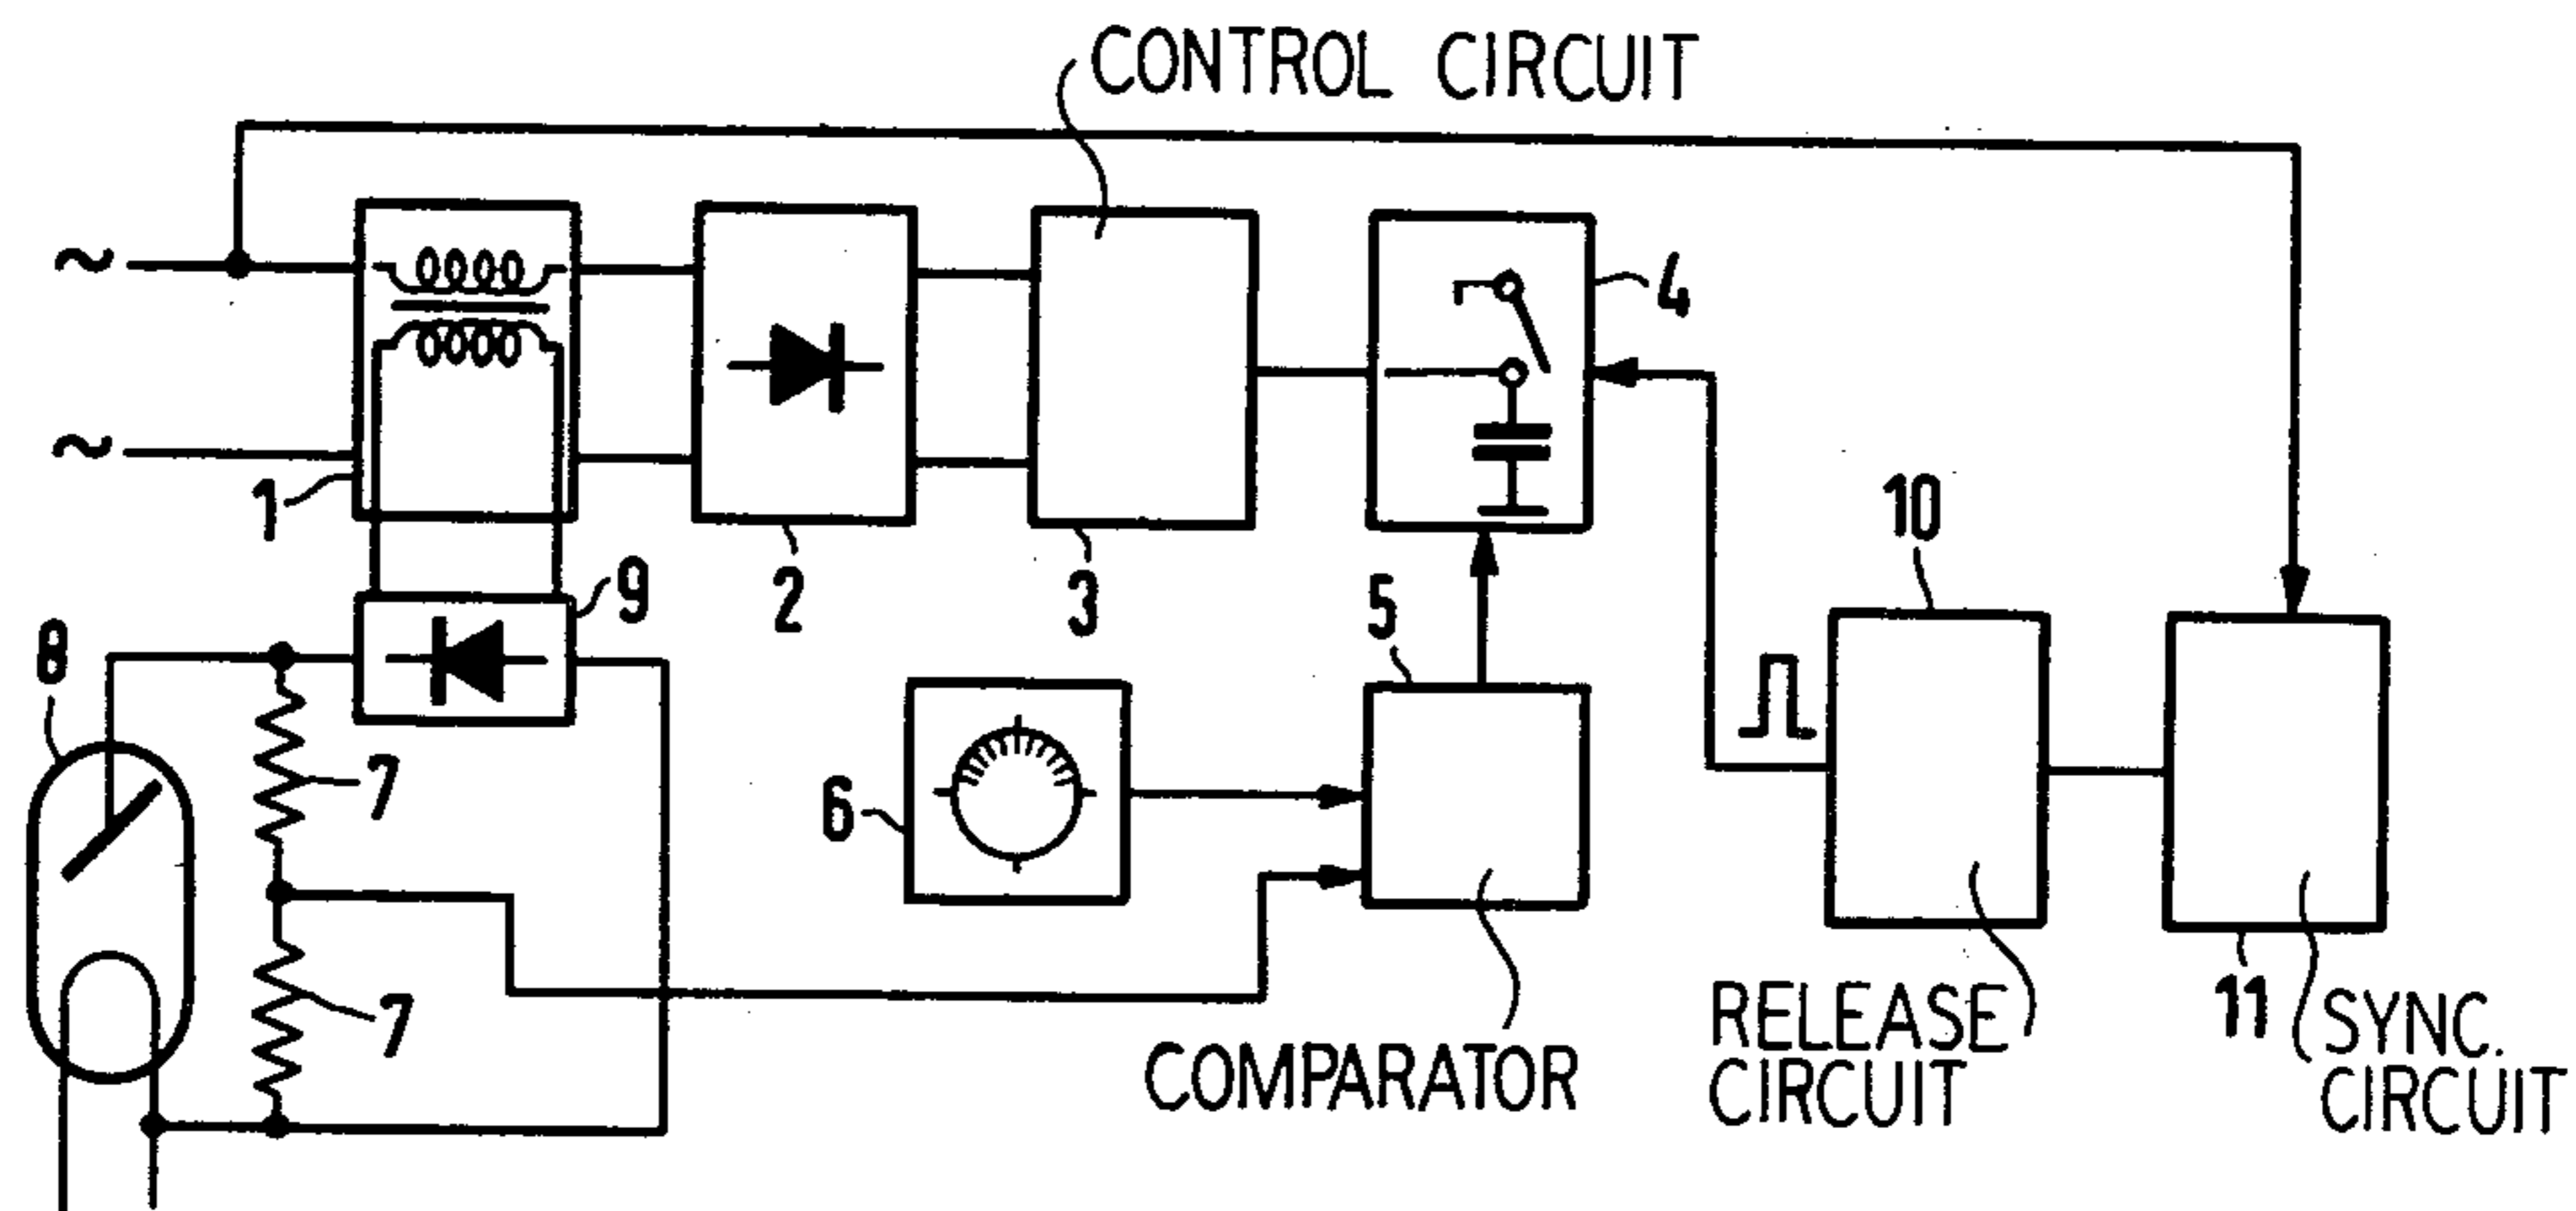 CONTROL CIRCUIT
~
~
1
2
3
4
5
6
7
7
8
9
10
11
COMPARATOR
RELEASE
CIRCUIT
SYNC.
CIRCUIT